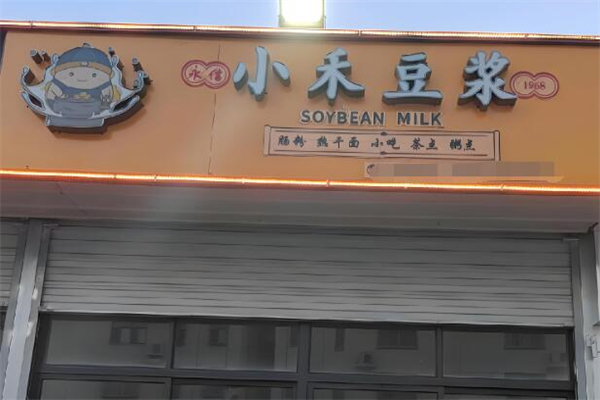 永僖 小禾豆浆 1968
SOYBEAN MILK
肠粉 热干面 小吃 茶点 粥点